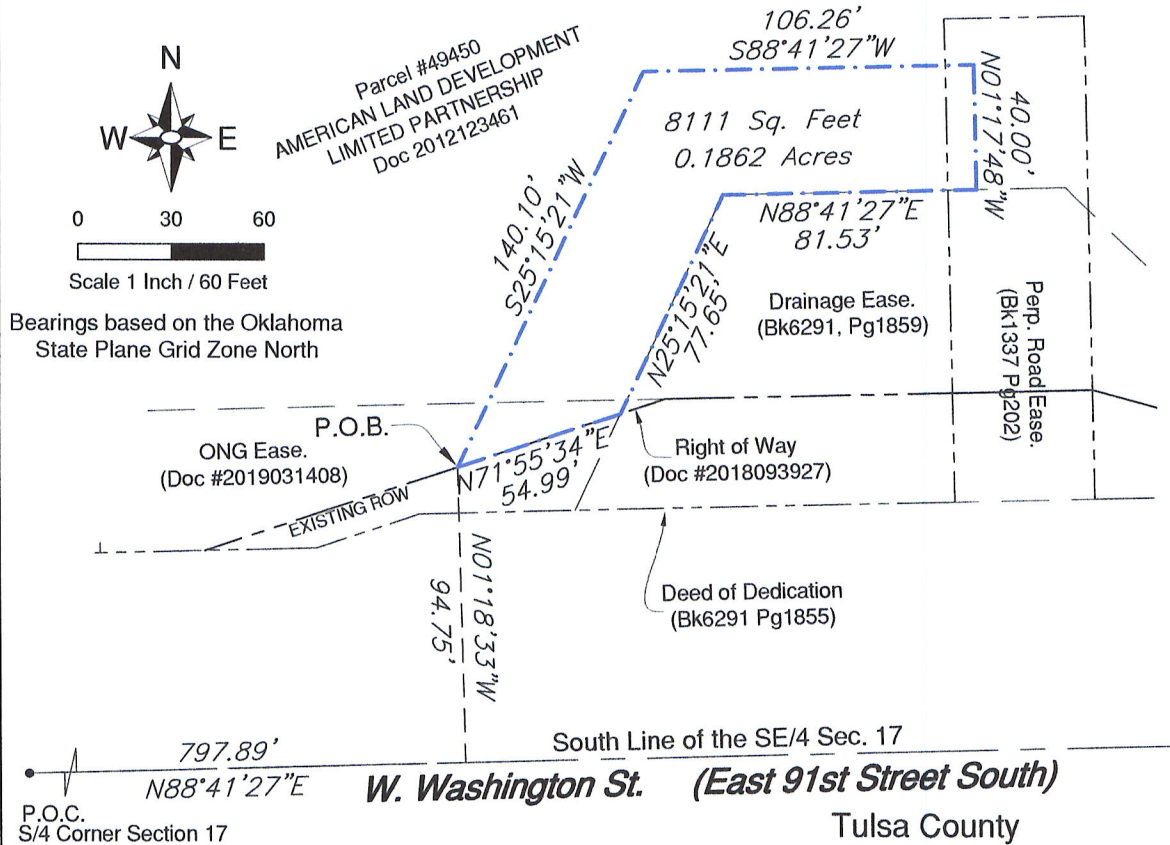 106.26'
S88°41'27"W
N
W E
Parcel #49450
AMERICAN LAND DEVELOPMENT
LIMITED PARTNERSHIP
Doc 2012123461
8111 Sq. Feet
0.1862 Acres
40.00'
N01°17'48"W
0 30 60
Scale 1 Inch / 60 Feet
140.10'
S25°15'21"W
N88°41'27"E
81.53'
N25°15'21"E
77.65'
Drainage Ease.
(Bk6291, Pg1859)
Perp. Road Ease.
(Bk1337 Pg202)
Bearings based on the Oklahoma
State Plane Grid Zone North
P.O.B.
ONG Ease.
(Doc #2019031408)
N71°55'34"E
54.99'
Right of Way
(Doc #2018093927)
EXISTING ROW
N01°18'33"W
94.75'
Deed of Dedication
(Bk6291 Pg1855)
797.89'
N88°41'27"E
South Line of the SE/4 Sec. 17
W. Washington St. (East 91st Street South)
P.O.C.
S/4 Corner Section 17
Tulsa County